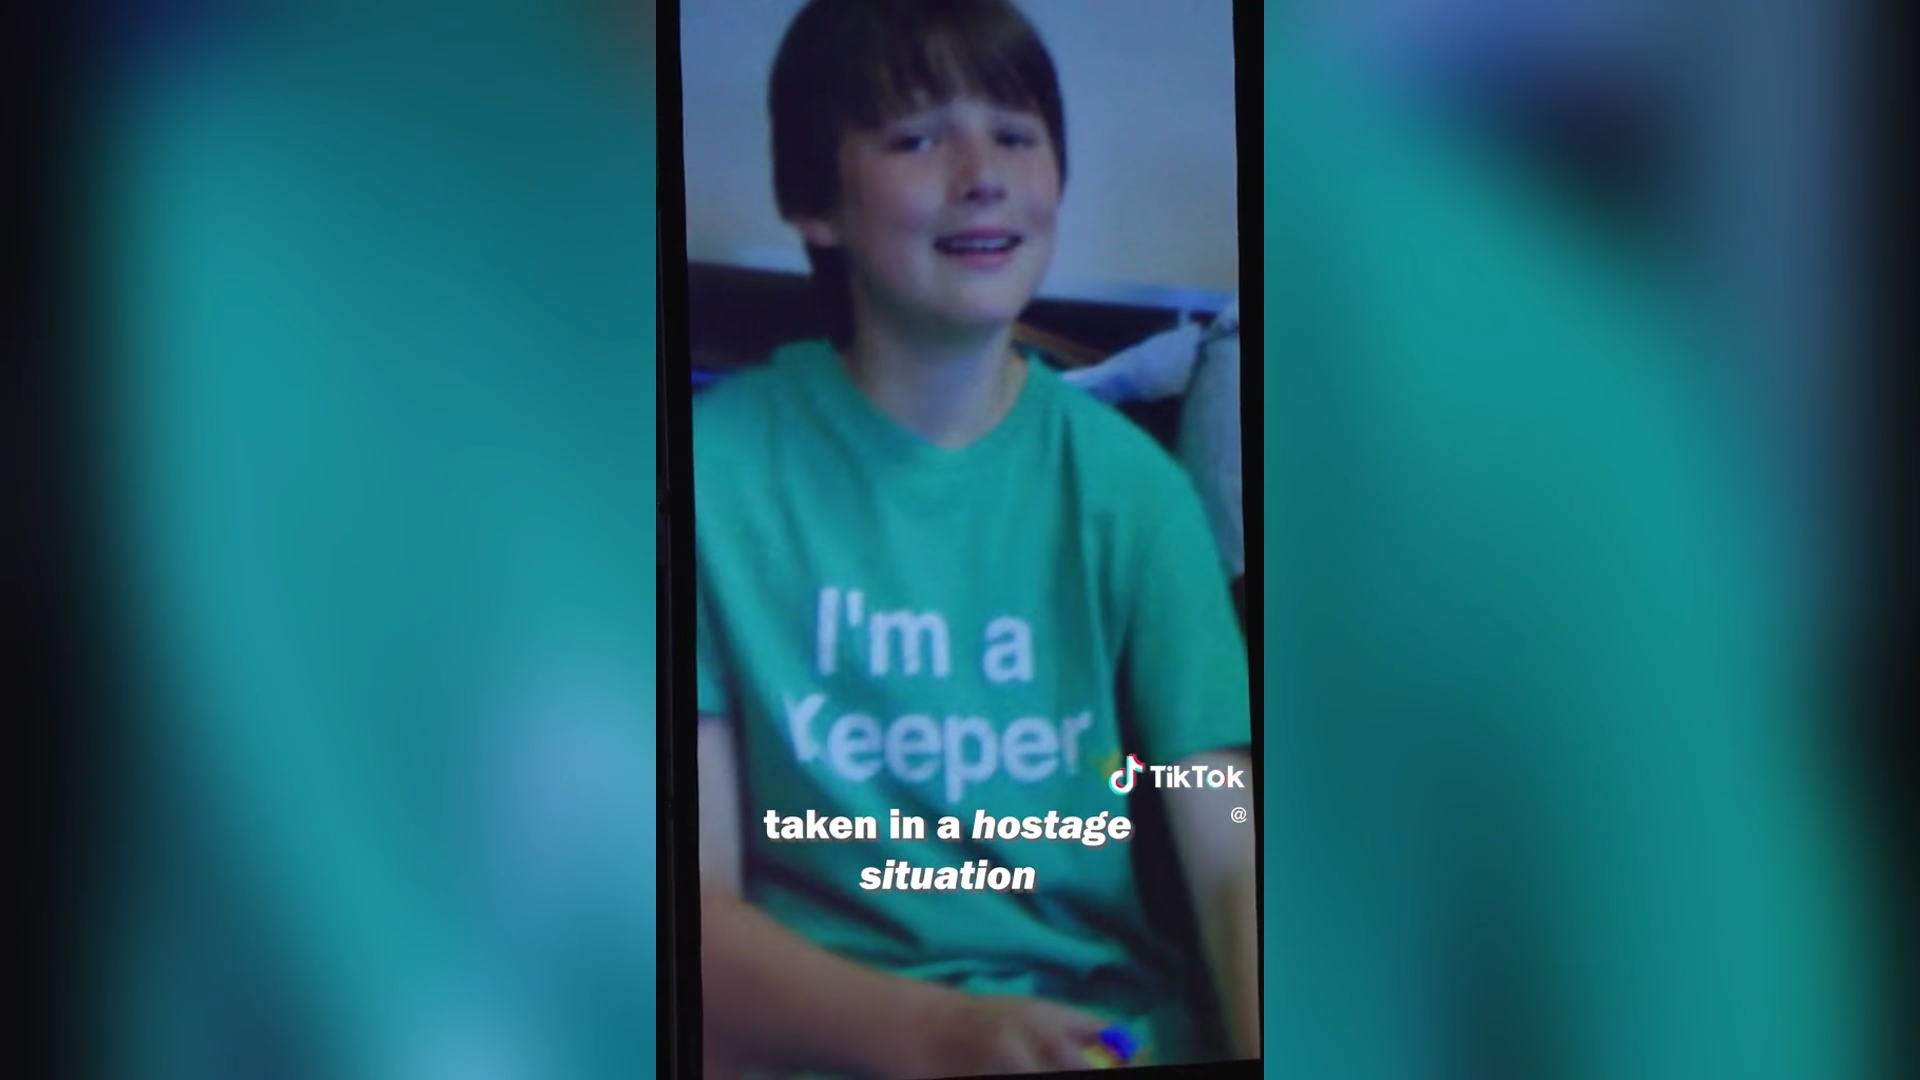 I'm a
Keeper
TikTok
@
taken in a hostage
situation